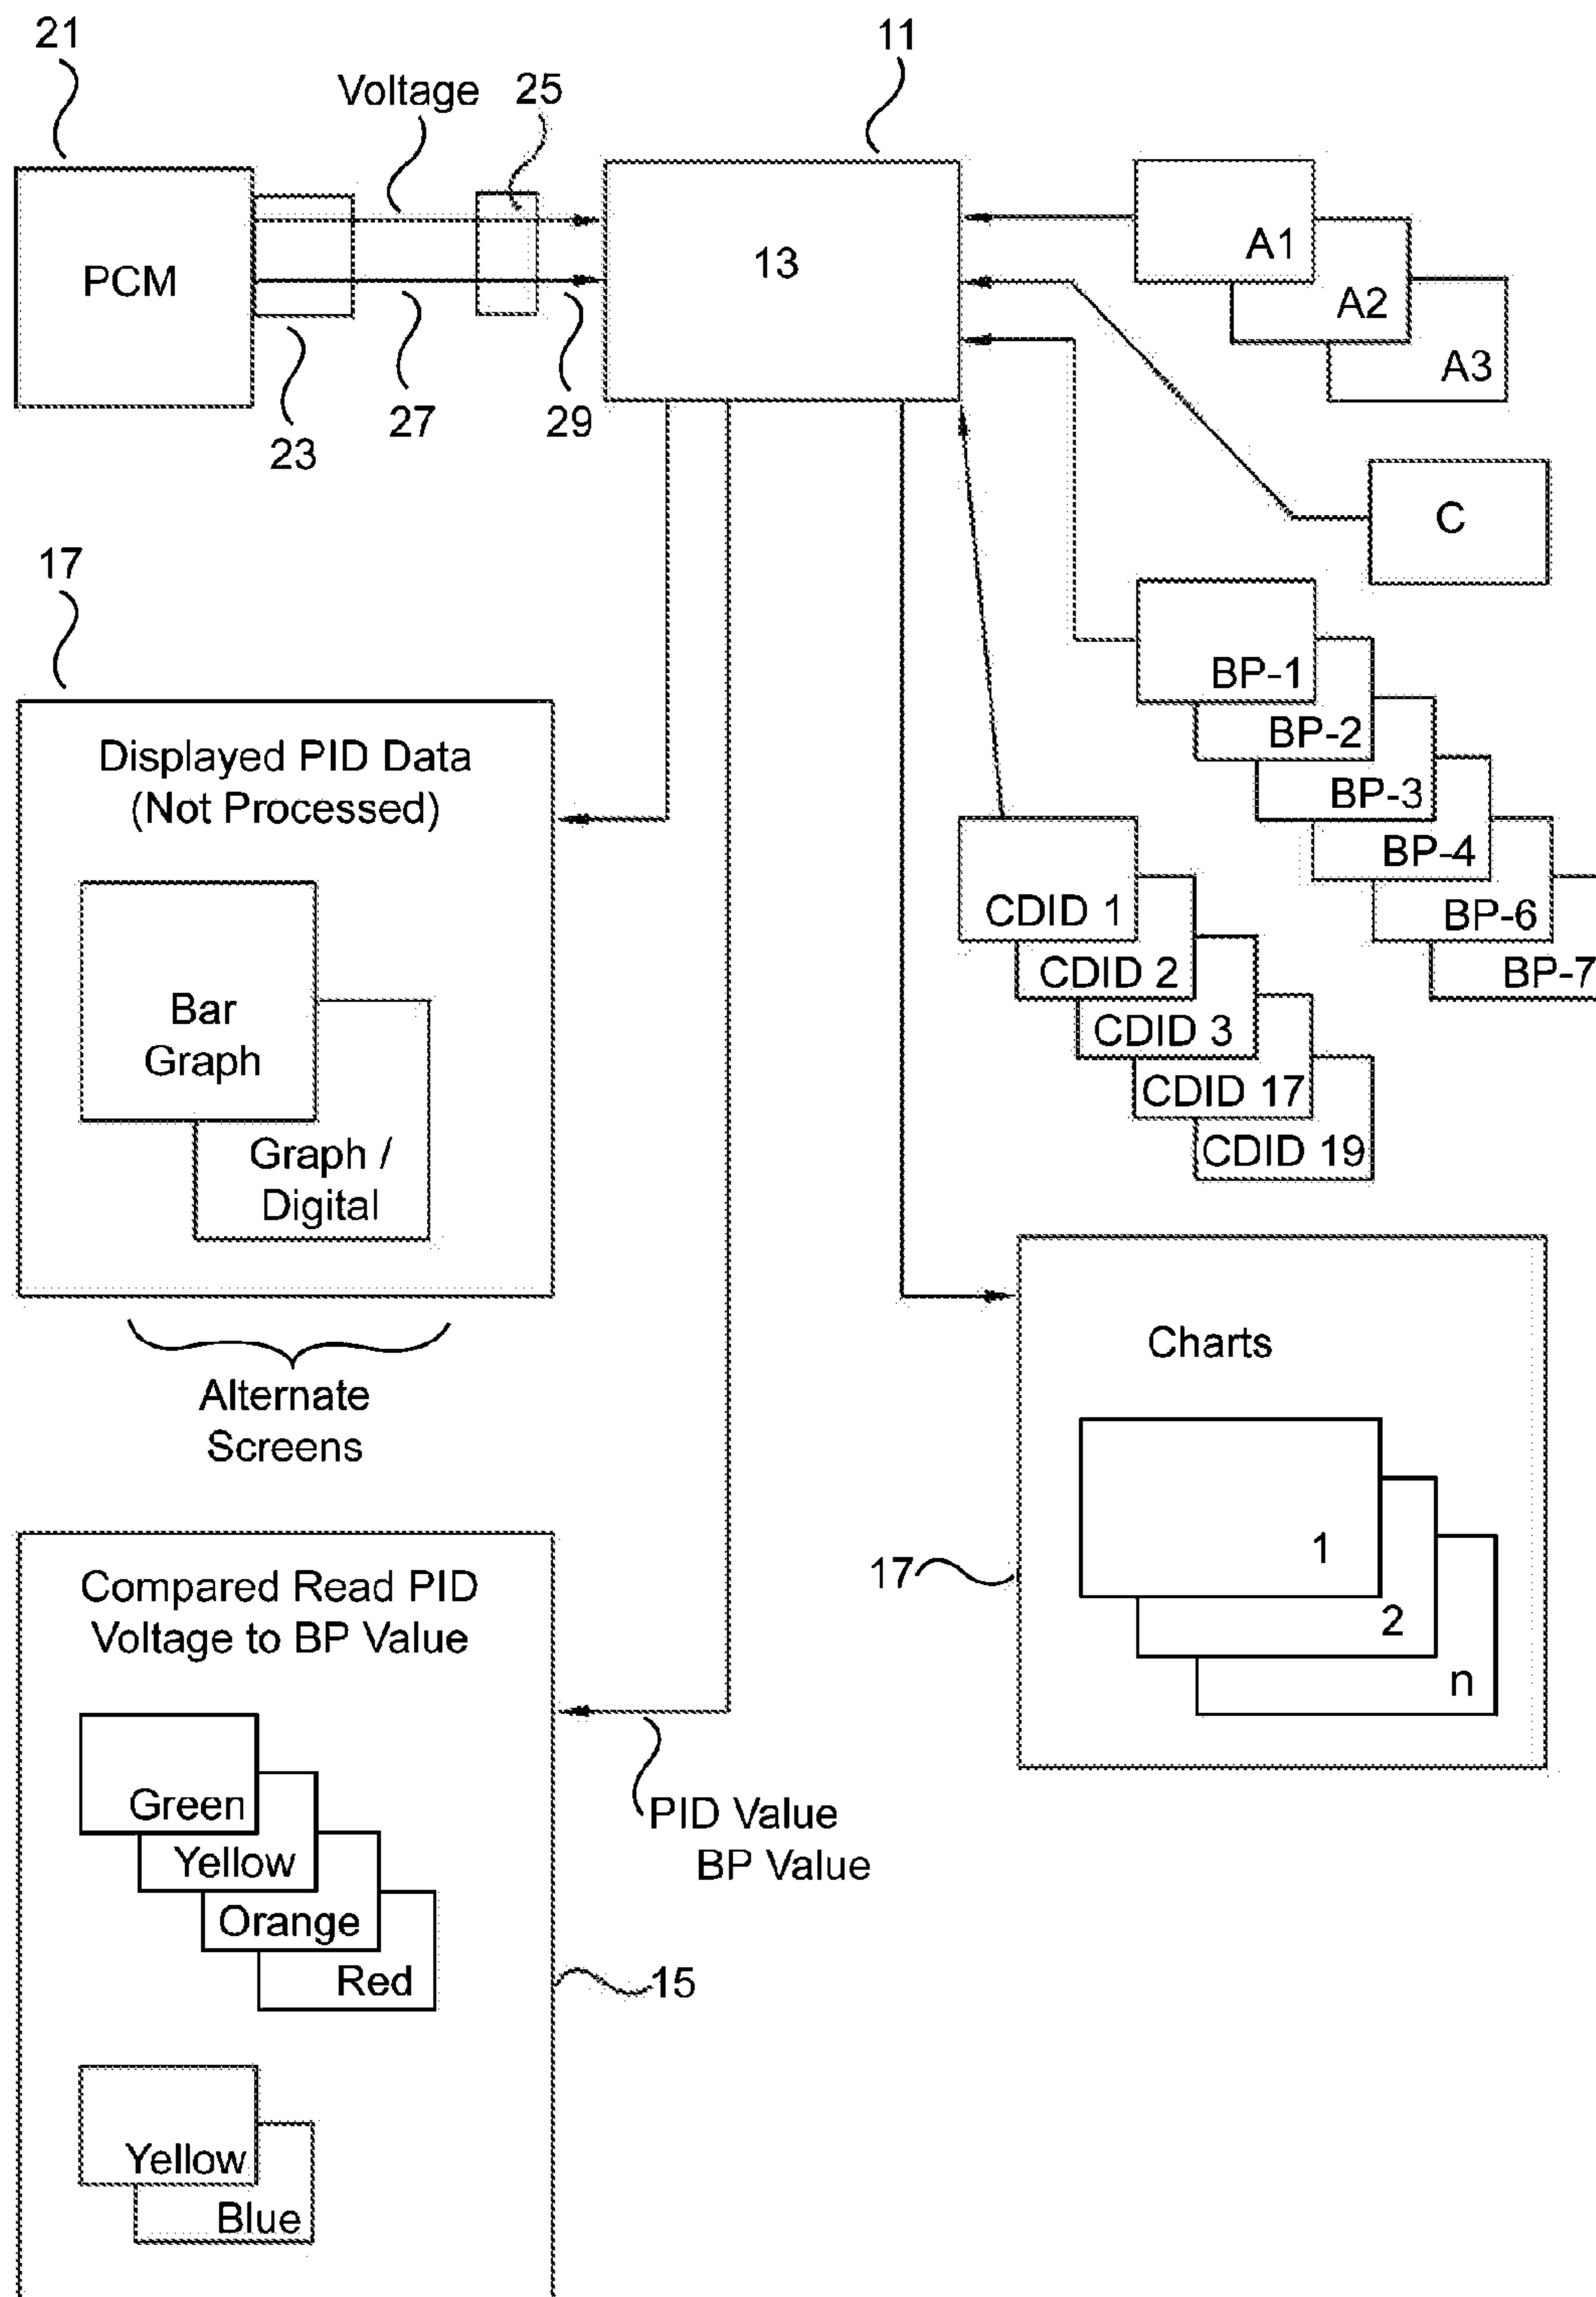 21
11
Voltage
25
PCM
13
A1
A2
A3
23
27
29
C
17
BP-1
BP-2
BP-3
BP-4
BP-6
BP-7
Displayed PID Data
(Not Processed)
CDID 1
CDID 2
CDID 3
CDID 17
CDID 19
Bar
Graph
Graph /
Digital
Alternate
Screens
Charts
1
2
n
17
Compared Read PID
Voltage to BP Value
Green
Yellow
Orange
Red
PID Value
BP Value
15
Yellow
Blue